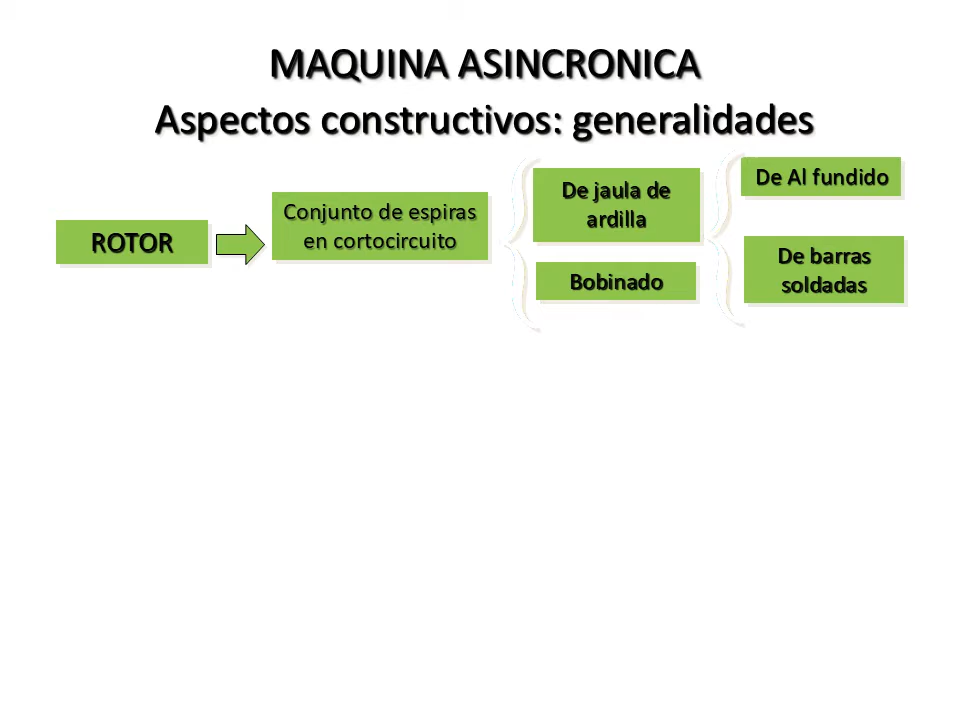 MAQUINA ASINCRONICA
Aspectos constructivos: generalidades
ROTOR
Conjunto de espiras
en cortocircuito
De jaula de
ardilla
Bobinado
De Al fundido
De barras
soldadas